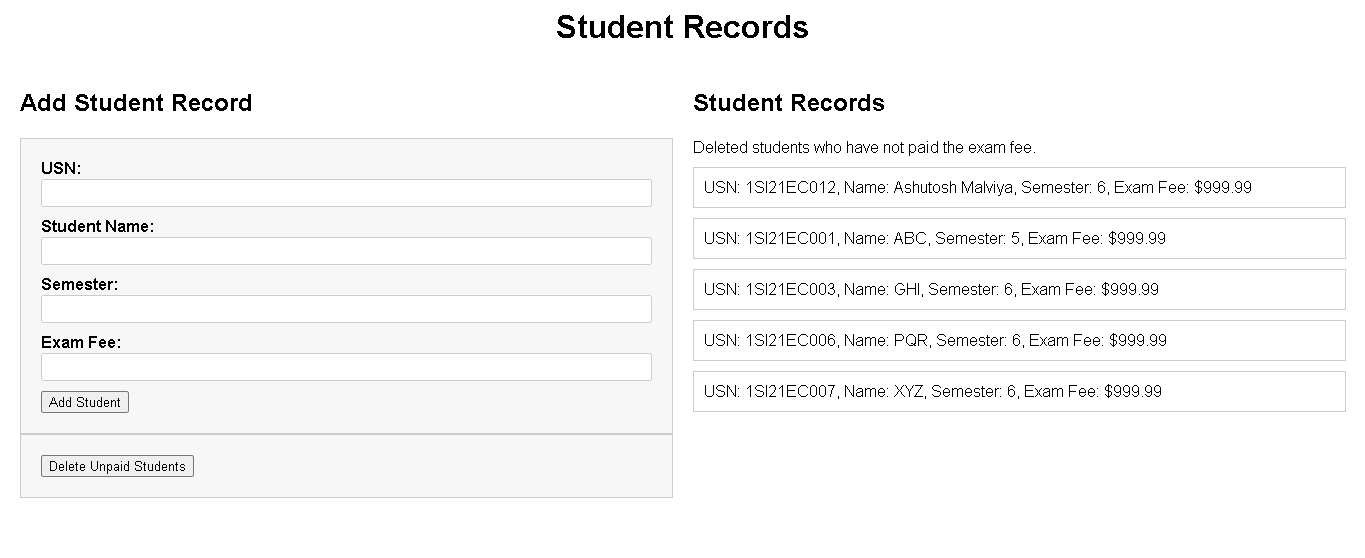 Student Records
Add Student Record
USN:
Student Name:
Semester:
Exam Fee:
Add Student
Delete Unpaid Students
Student Records
Deleted students who have not paid the exam fee.
USN: 1SI21EC012, Name: Ashutosh Malviya, Semester: 6, Exam Fee: $999.99
USN: 1SI21EC001, Name: ABC, Semester: 5, Exam Fee: $999.99
USN: 1SI21EC003, Name: GHI, Semester: 6, Exam Fee: $999.99
USN: 1SI21EC006, Name: PQR, Semester: 6, Exam Fee: $999.99
USN: 1SI21EC007, Name: XYZ, Semester: 6, Exam Fee: $999.99